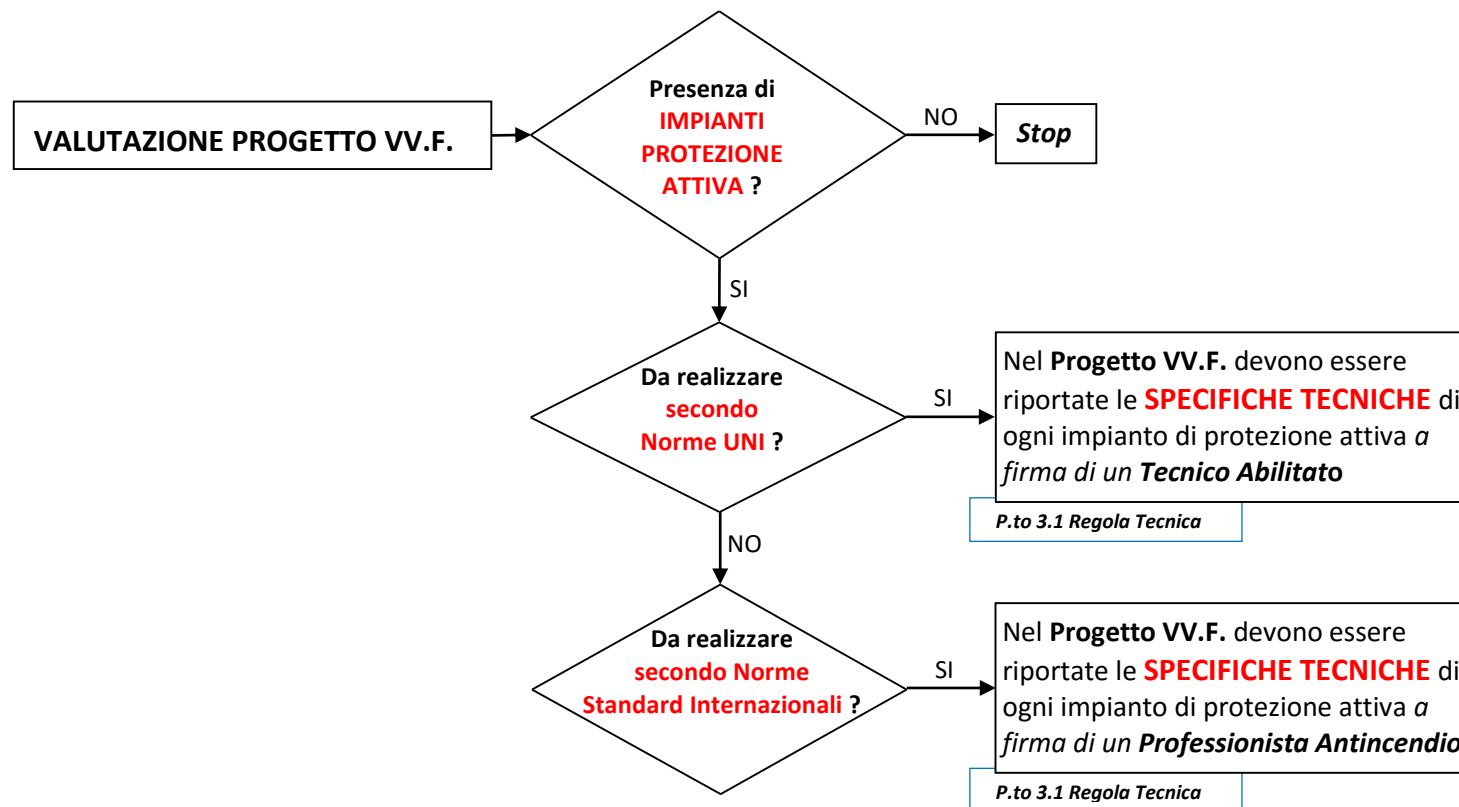 VALUTAZIONE PROGETTO VV.F.
Presenza di
IMPIANTI
PROTEZIONE
ATTIVA ?
NO
Stop
SI
Da realizzare
secondo
Norme UNI ?
SI
Nel Progetto VV.F. devono essere
riportate le SPECIFICHE TECNICHE di
ogni impianto di protezione attiva a
firma di un Tecnico Abilitato
P.to 3.1 Regola Tecnica
NO
Da realizzare
secondo Norme
Standard Internazionali ?
SI
Nel Progetto VV.F. devono essere
riportate le SPECIFICHE TECNICHE di
ogni impianto di protezione attiva a
firma di un Professionista Antincendio
P.to 3.1 Regola Tecnica